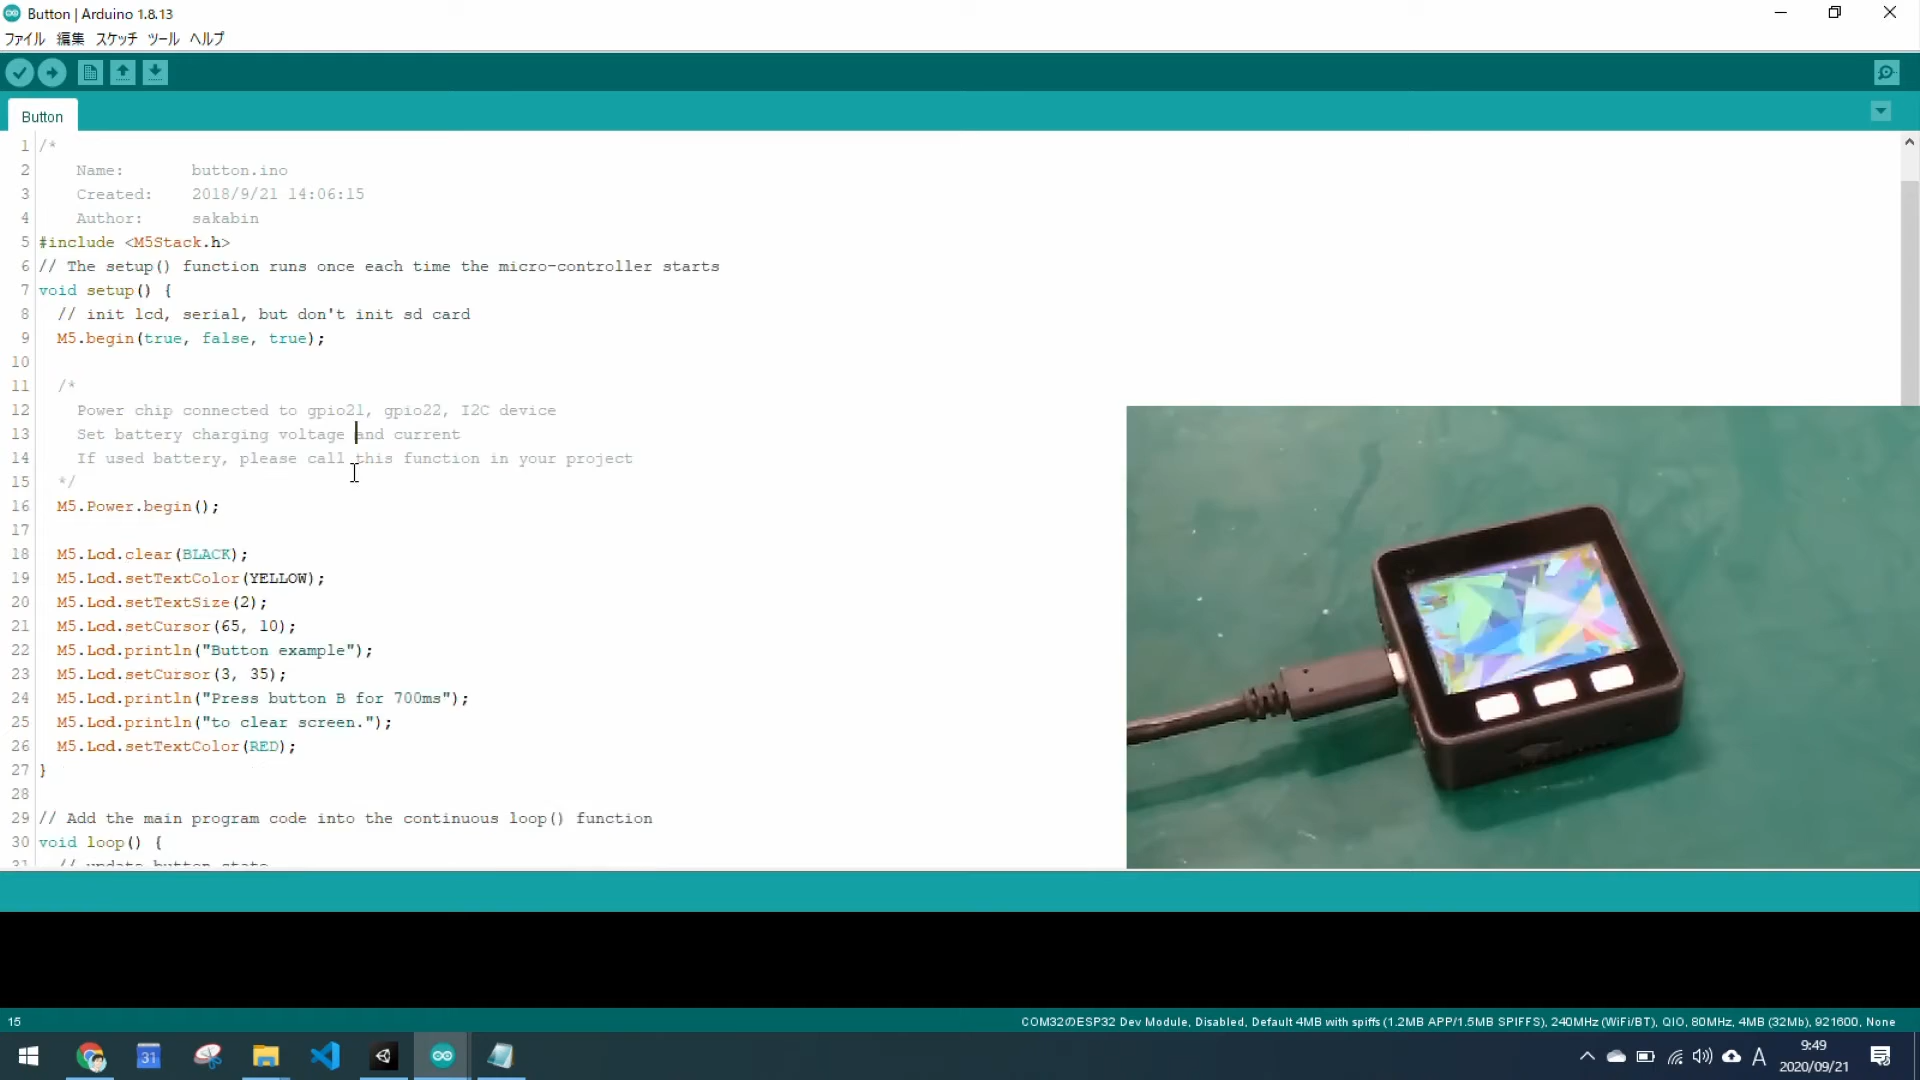 Button | Arduino 1.8.13
ファイル 編集 スケッチ ツール ヘルプ
Button
1 /*
2 Name: button.ino
3 Created: 2018/9/21 14:06:15
4 Author: sakabin
5 #include <M5Stack.h>
6 // The setup() function runs once each time the micro-controller starts
7 void setup() {
8 // init lcd, serial, but don't init sd card
9 M5.begin(true, false, true);
10
11 /*
12 Power chip connected to gpio21, gpio22, I2C device
13 Set battery charging voltage and current
14 If used battery, please call this function in your project
15 */
16 M5.Power.begin();
17
18 M5.Lcd.clear(BLACK);
19 M5.Lcd.setTextColor(YELLOW);
20 M5.Lcd.setTextSize(2);
21 M5.Lcd.setCursor(65, 10);
22 M5.Lcd.println("Button example");
23 M5.Lcd.setCursor(3, 35);
24 M5.Lcd.println("Press button B for 700ms");
25 M5.Lcd.println("to clear screen.");
26 M5.Lcd.setTextColor(RED);
27 }
28
29 // Add the main program code into the continuous loop() function
30 void loop() {
31 // update button state
15
COM32のESP32 Dev Module, Disabled, Default 4MB with spiffs (1.2MB APP/1.5MB SPIFFS), 240MHz (WiFi/BT), QIO, 80MHz, 4MB (32Mb), 921600, None
31
A
9:49
2020/09/21